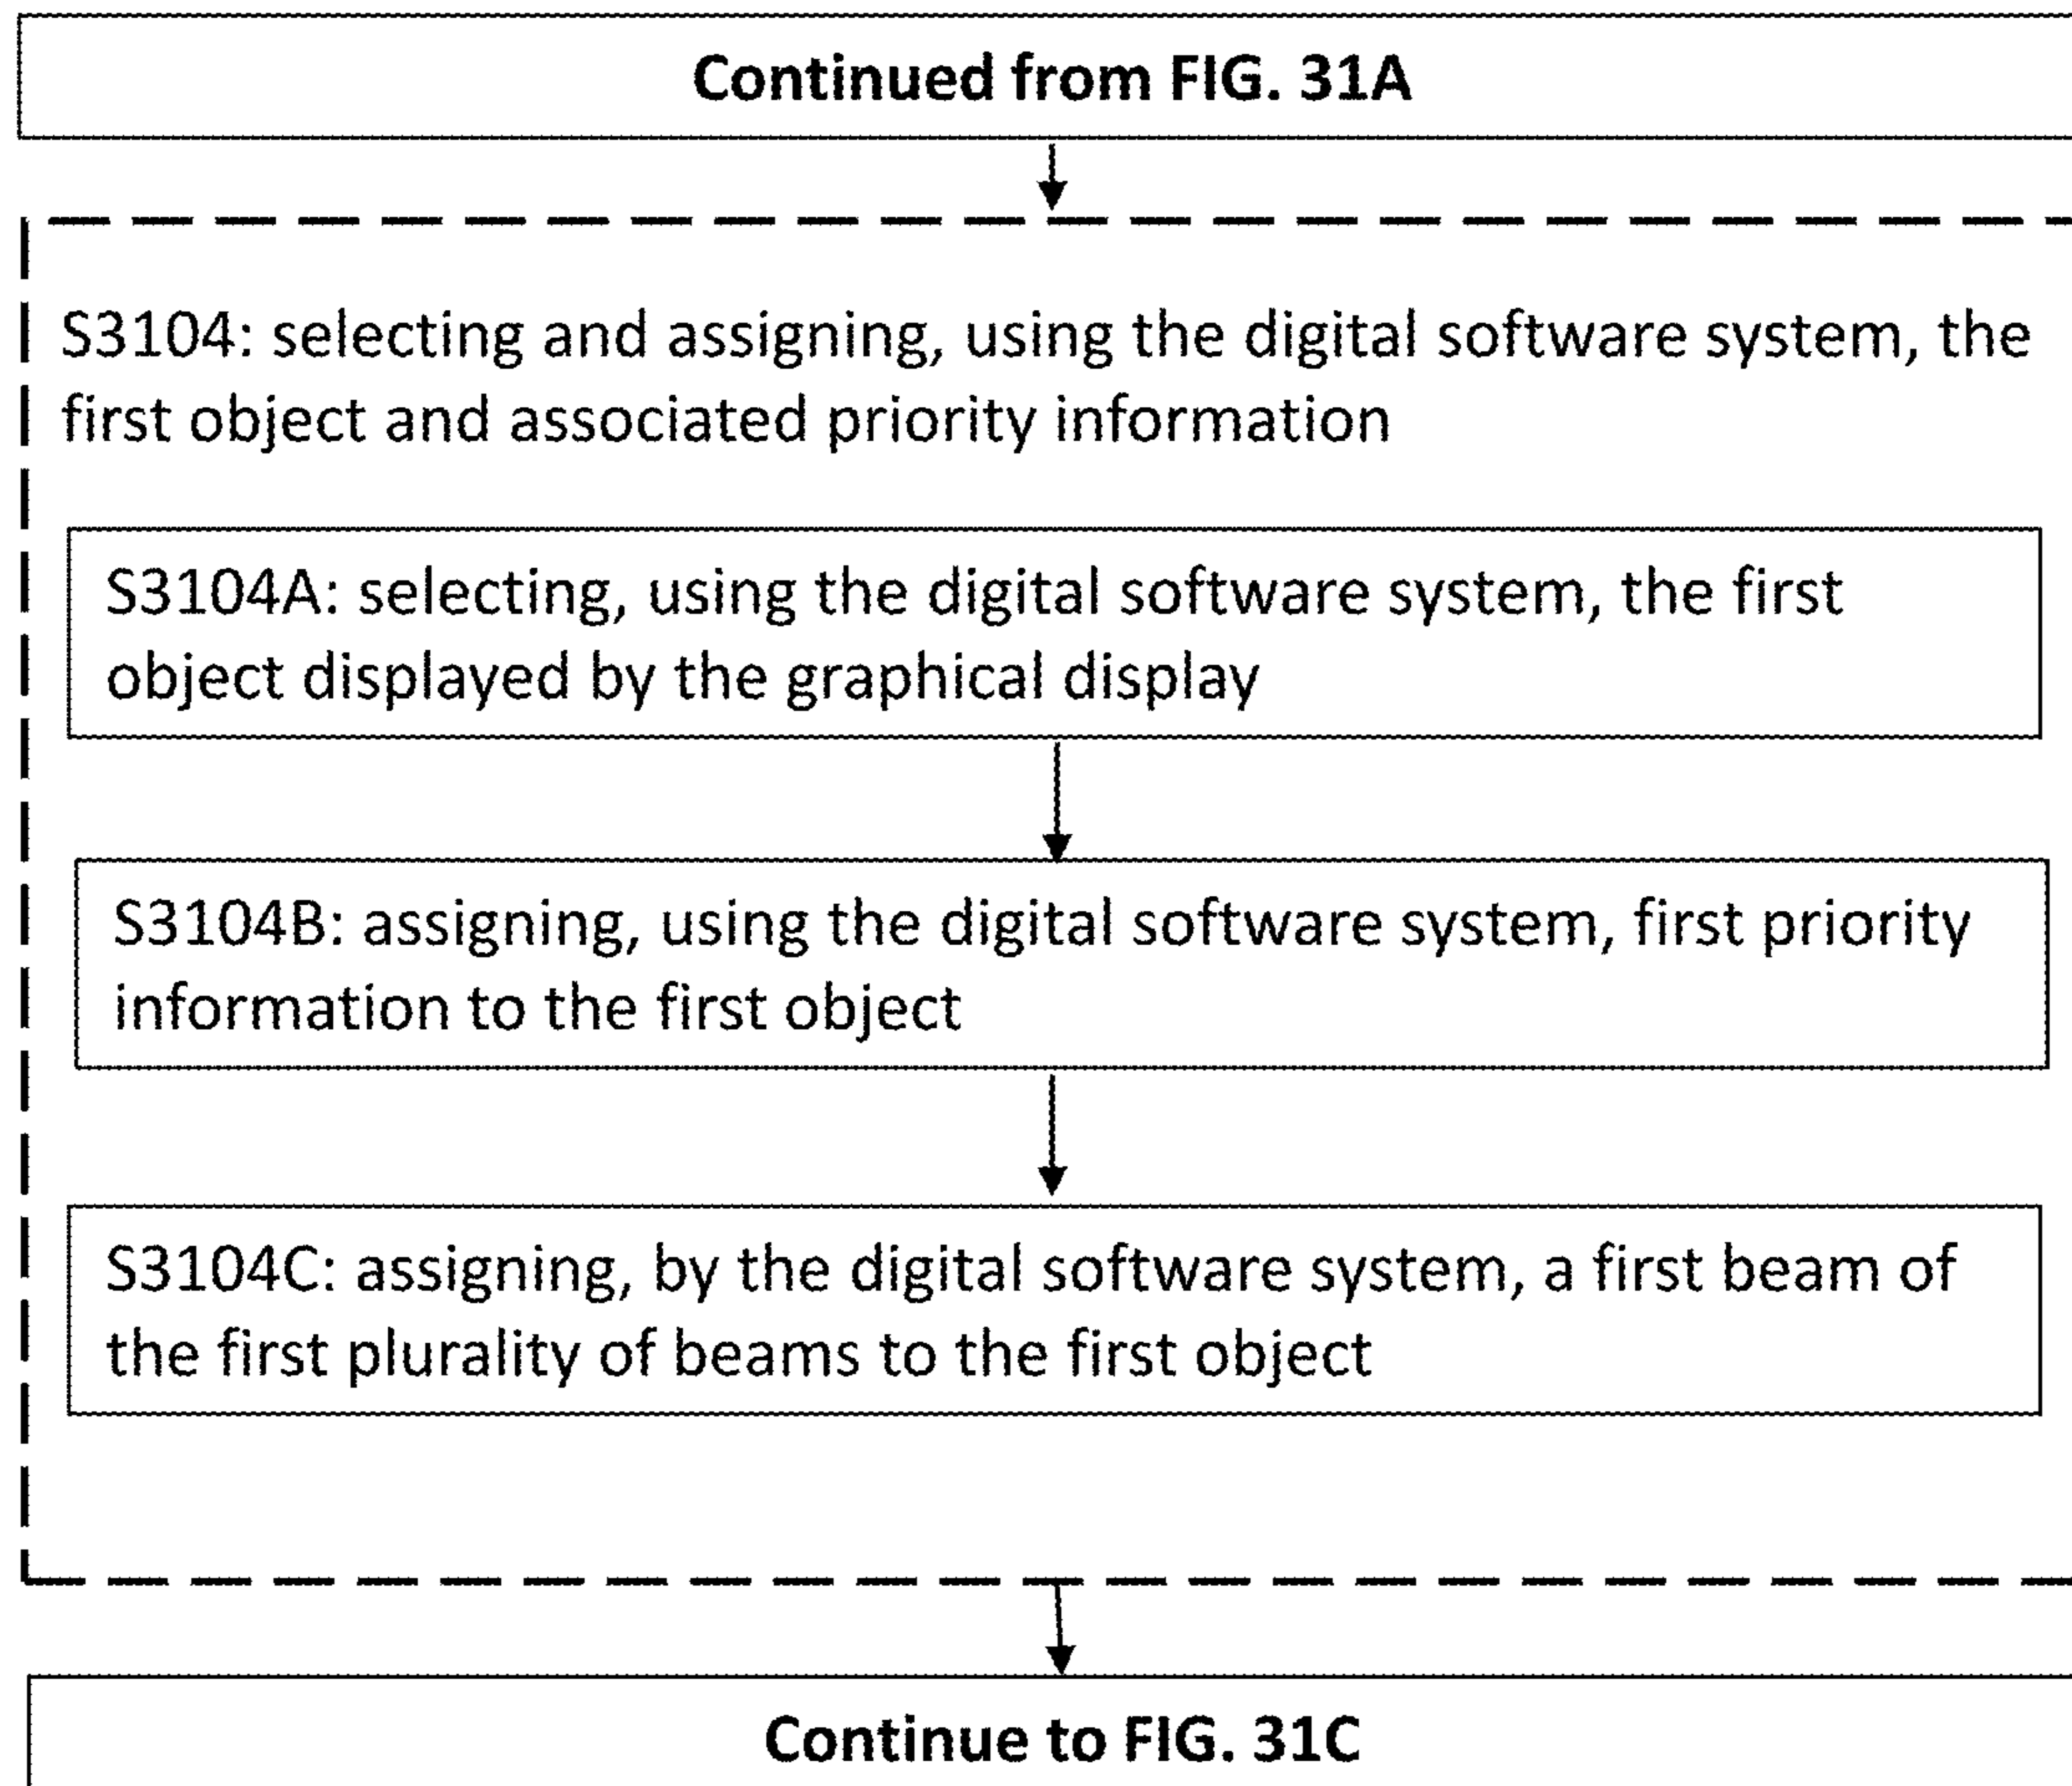 Continued from FIG. 31A
S3104: selecting and assigning, using the digital software system, the
first object and associated priority information
S3104A: selecting, using the digital software system, the first
object displayed by the graphical display
S3104B: assigning, using the digital software system, first priority
information to the first object
S3104C: assigning, by the digital software system, a first beam of
the first plurality of beams to the first object
Continue to FIG. 31C